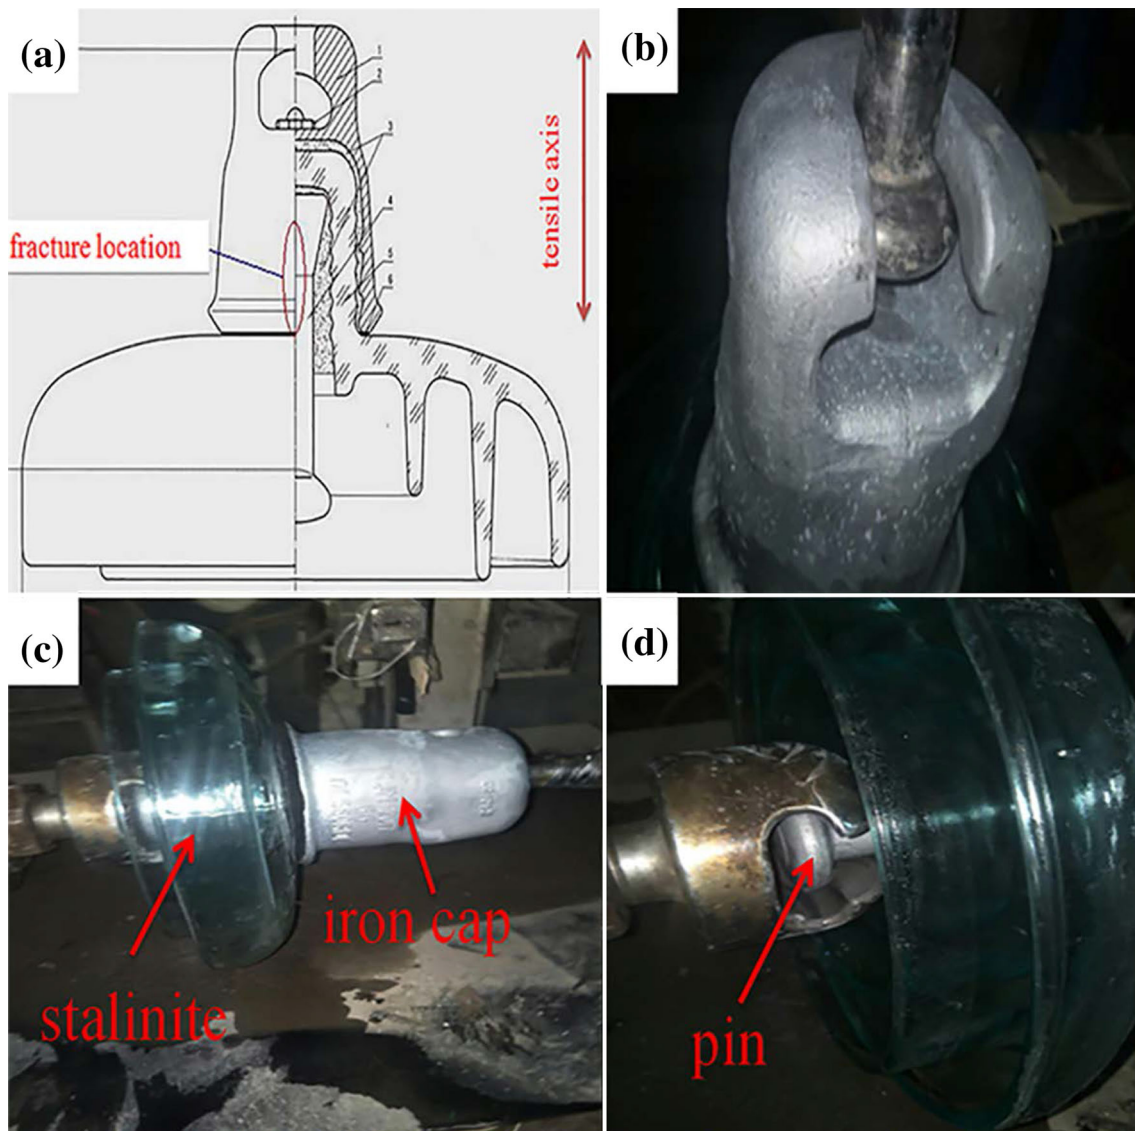 (a)
1
2
3
4
5
6
fracture location
tensile axis
(b)
(c)
iron cap
stalinite
(d)
pin